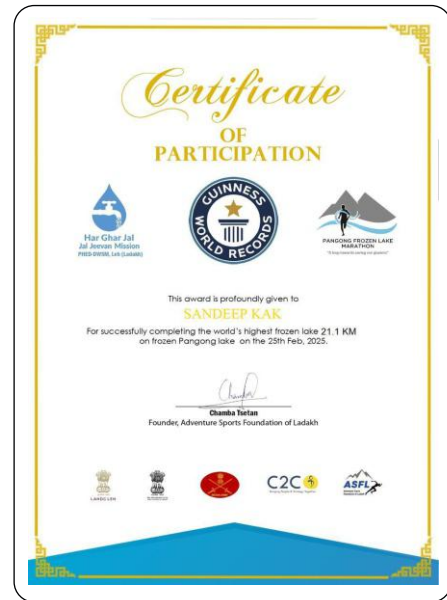 Certificate
OF
PARTICIPATION
Har Ghar Jal
Jal Jeevan Mission
PHED/DWSM, Leh (Ladakh)
GUINNESS
WORLD RECORDS
PANGONG FROZEN LAKE
MARATHON
This award is profoundly given to
SANDEEP KAK
For successfully completing the world's highest frozen lake 21.1 KM
on frozen Pangong lake on the 25th Feb, 2025.
Chamba Tsetan
Founder, Adventure Sports Foundation of Ladakh
LAHDC LEH
C2C
ASFL